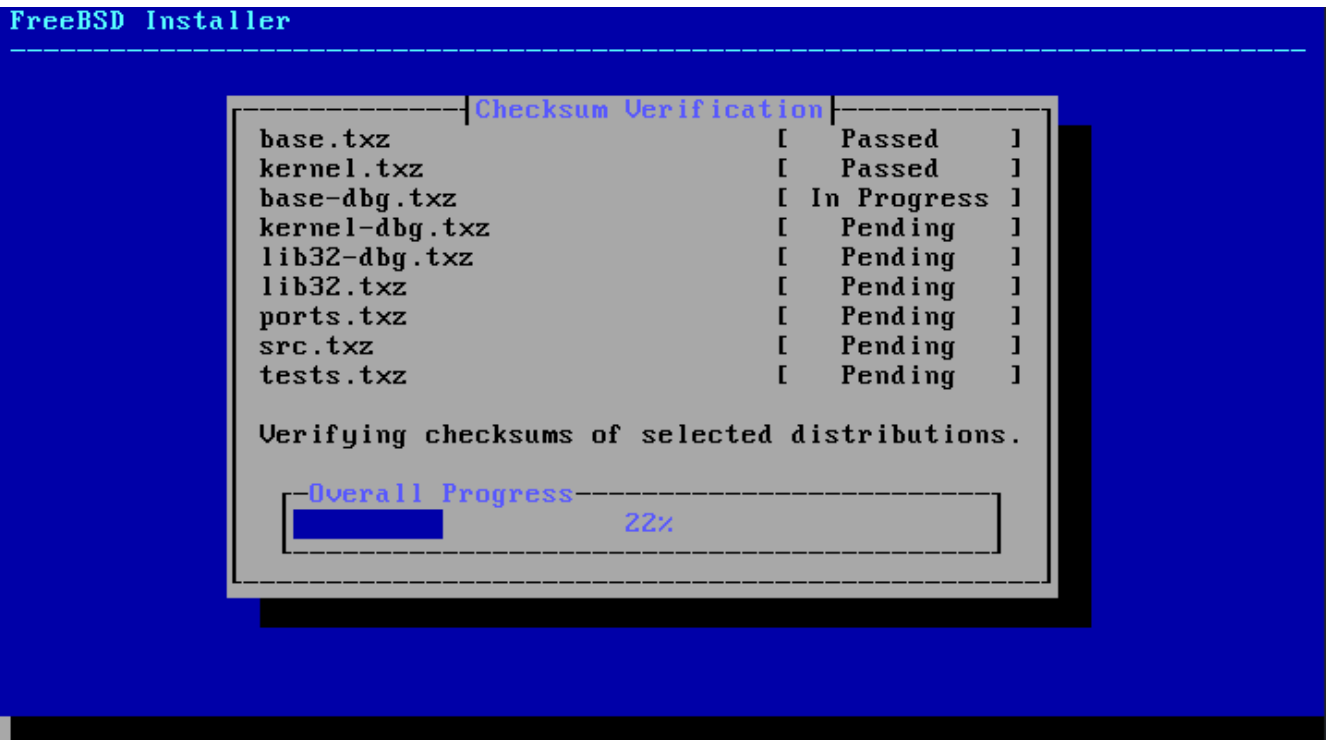 FreeBSD Installer
Checksum Verification
base.txz [ Passed ]
kernel.txz [ Passed ]
base-dbg.txz [ In Progress ]
kernel-dbg.txz [ Pending ]
lib32-dbg.txz [ Pending ]
lib32.txz [ Pending ]
ports.txz [ Pending ]
src.txz [ Pending ]
tests.txz [ Pending ]
Verifying checksums of selected distributions.
Overall Progress
22%